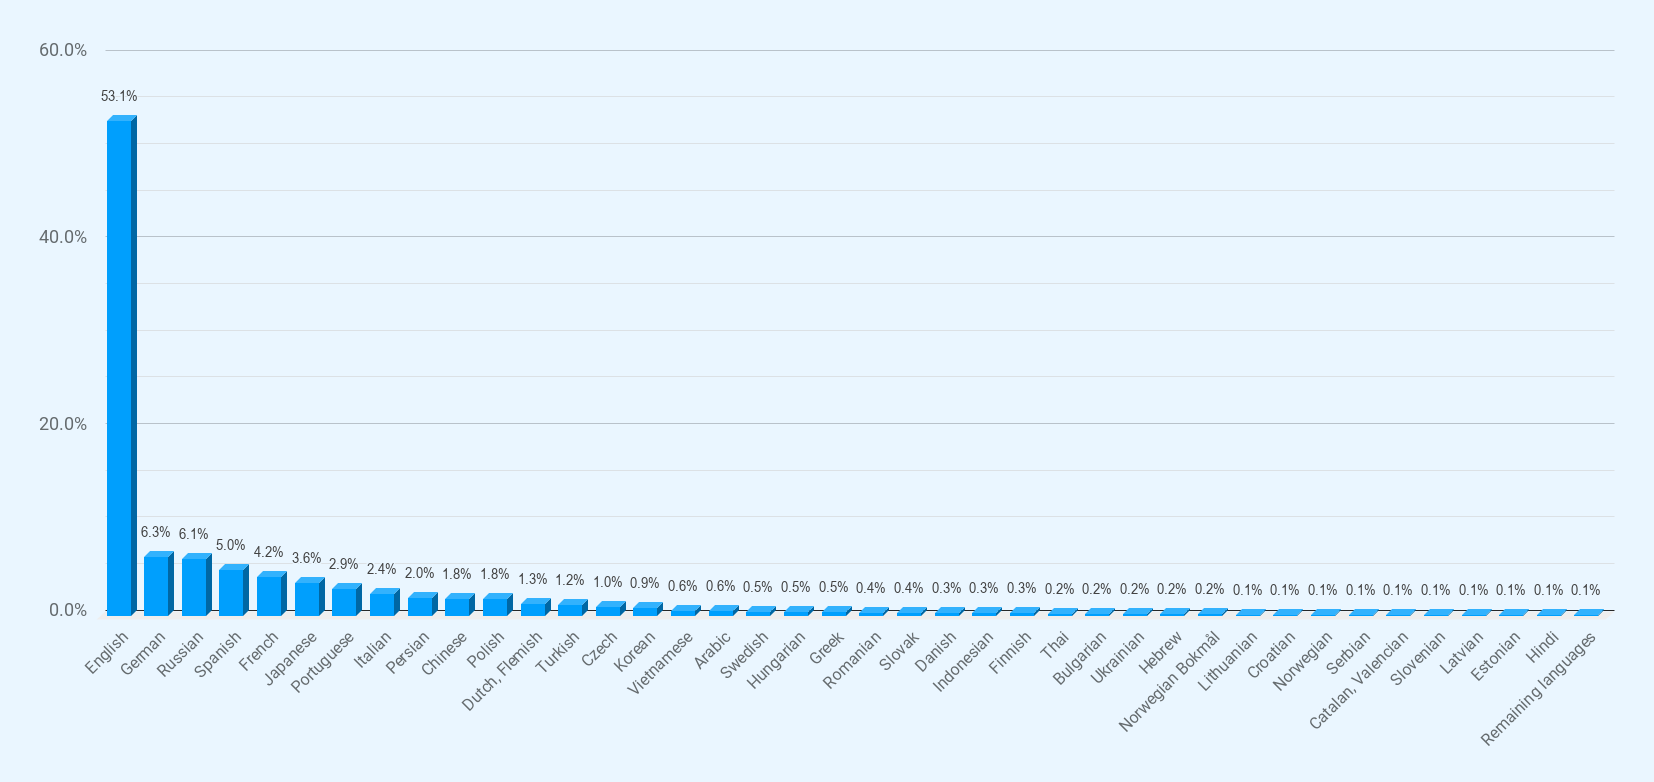 60.0%
40.0%
20.0%
0.0%
53.1%
6.3%
6.1%
5.0%
4.2%
3.6%
2.9%
2.4%
2.0%
1.8%
1.8%
1.3%
1.2%
1.0%
0.9%
0.6%
0.6%
0.5%
0.5%
0.5%
0.4%
0.4%
0.3%
0.3%
0.3%
0.2%
0.2%
0.2%
0.2%
0.2%
0.1%
0.1%
0.1%
0.1%
0.1%
0.1%
0.1%
0.1%
0.1%
0.1%
English
German
Russian
Spanish
French
Japanese
Portuguese
Italian
Persian
Chinese
Polish
Dutch, Flemish
Turkish
Czech
Korean
Vietnamese
Arabic
Swedish
Hungarian
Greek
Romanian
Slovak
Danish
Indonesian
Finnish
Thai
Bulgarian
Ukrainian
Hebrew
Norwegian Bokmål
Lithuanian
Croatian
Norwegian
Serbian
Catalan, Valencian
Slovenian
Latvian
Estonian
Hindi
Remaining languages